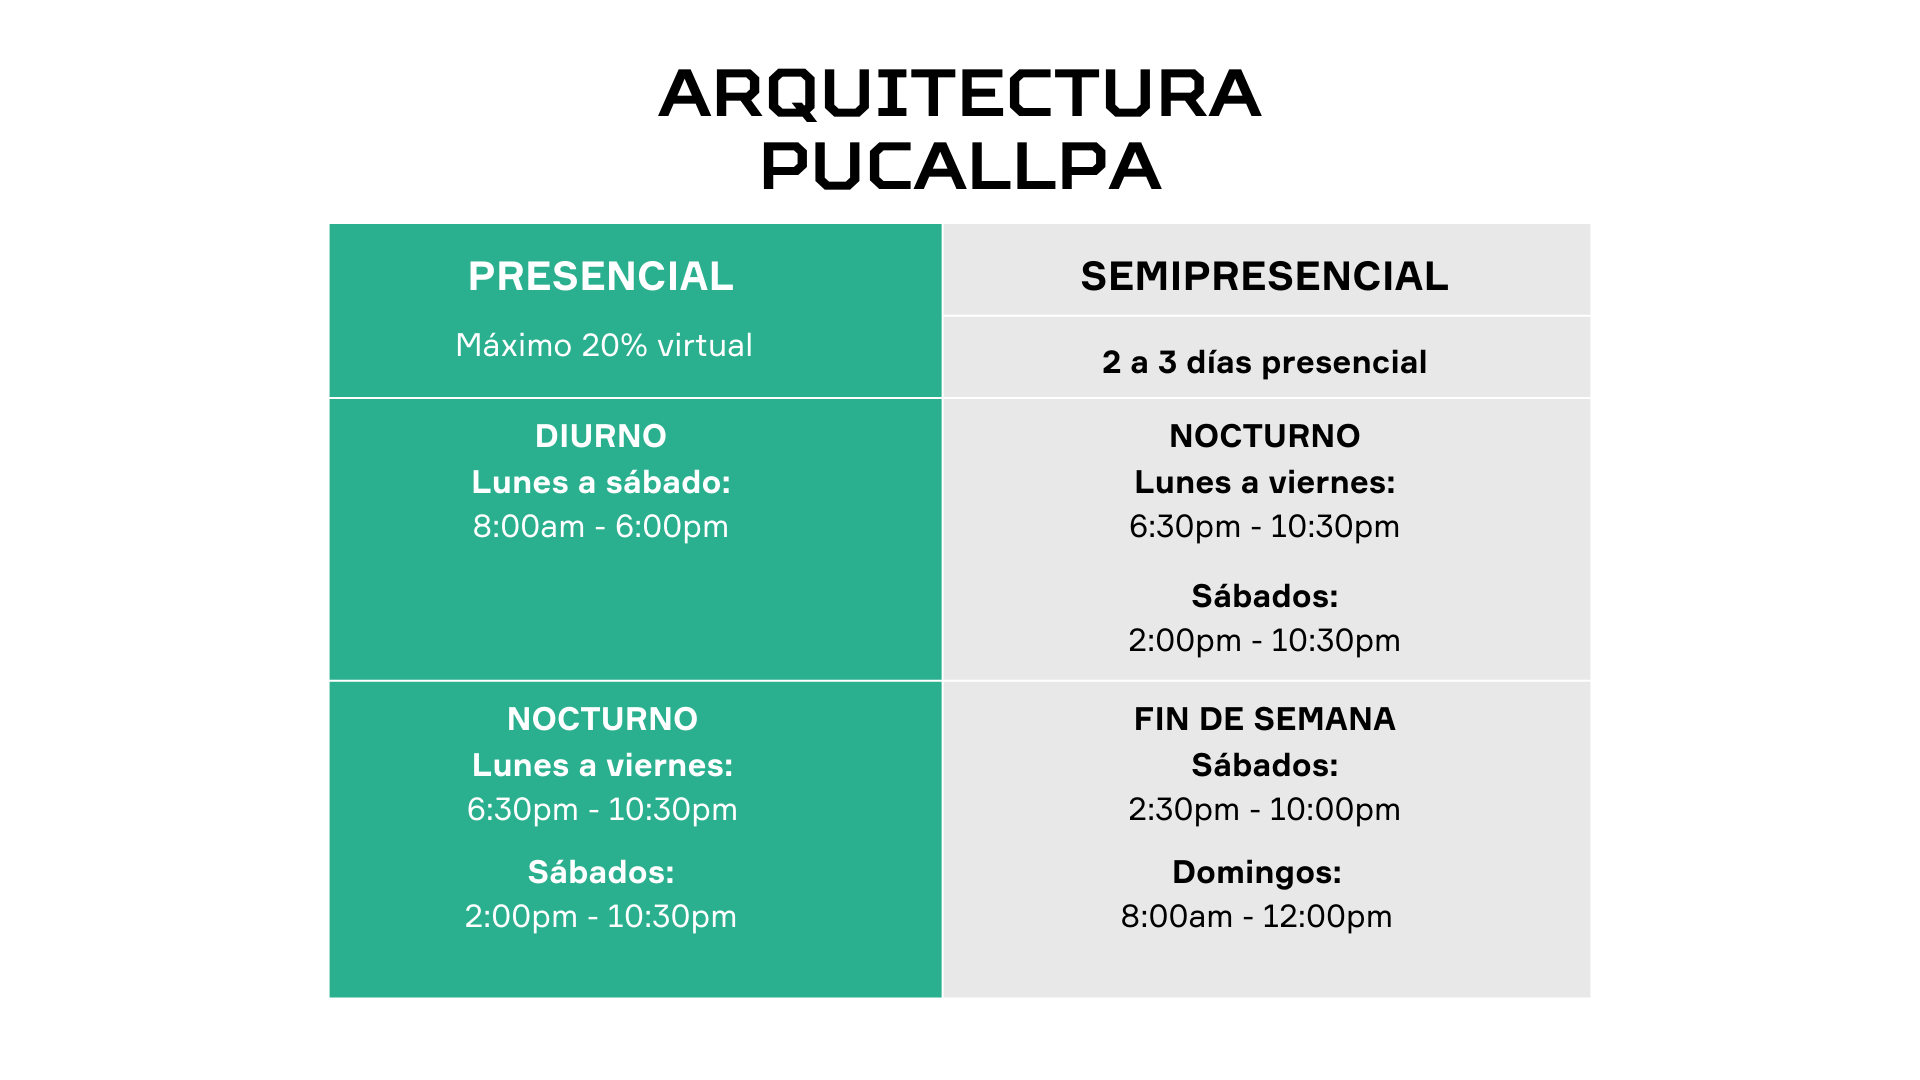 ARQUITECTURA
PUCALLPA
PRESENCIAL
Máximo 20% virtual
SEMIPRESENCIAL
2 a 3 días presencial
DIURNO
Lunes a sábado:
8:00am - 6:00pm
NOCTURNO
Lunes a viernes:
6:30pm - 10:30pm
Sábados:
2:00pm - 10:30pm
NOCTURNO
Lunes a viernes:
6:30pm - 10:30pm
Sábados:
2:00pm - 10:30pm
FIN DE SEMANA
Sábados:
2:30pm - 10:00pm
Domingos:
8:00am - 12:00pm